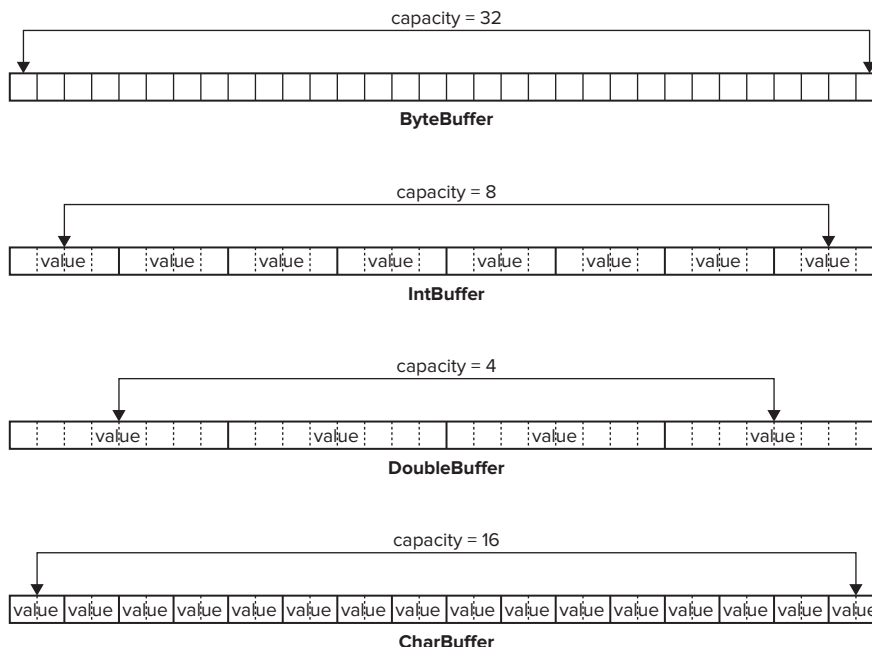 capacity = 32
ByteBuffer
capacity = 8
value value value value value value value value
IntBuffer
capacity = 4
value value value value
DoubleBuffer
capacity = 16
value value value value value value value value value value value value value value value value
CharBuffer